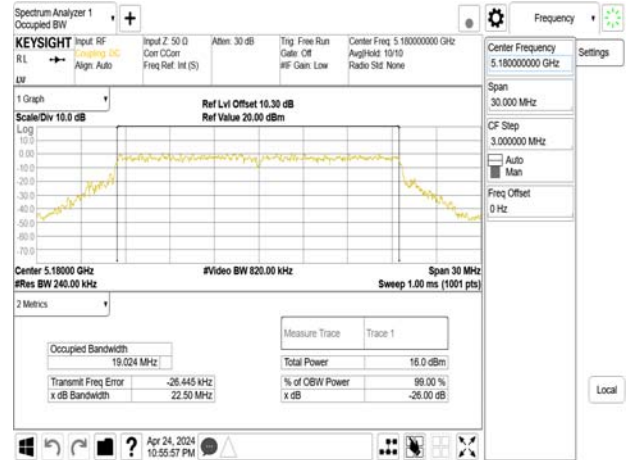 Spectrum Analyzer 1
Occupied BW
Frequency
KEYSIGHT
Input: RF
Coupling: DC
Align: Auto
Input Z: 50 Ω
Corr CCorr
Freq Ref: Int (S)
Atten: 30 dB
Trig: Free Run
Gate: Off
#IF Gain: Low
Center Freq: 5.180000000 GHz
Avg|Hold: 10/10
Radio Std: None
RL
Center Frequency
5.180000000 GHz
Settings
Span
30.000 MHz
CF Step
3.000000 MHz
Auto
Man
Freq Offset
0 Hz
Local
1 Graph
Scale/Div 10.0 dB
Ref Lvl Offset 10.30 dB
Ref Value 20.00 dBm
Log
10.0
0.00
-10.0
-20.0
-30.0
-40.0
-50.0
-60.0
-70.0
Center 5.18000 GHz
#Video BW 820.00 kHz
Span 30 MHz
#Res BW 240.00 kHz
Sweep 1.00 ms (1001 pts)
2 Metrics
Measure Trace
Trace 1
Occupied Bandwidth
19.024 MHz
Total Power
16.0 dBm
Transmit Freq Error
-26.445 kHz
% of OBW Power
99.00 %
x dB Bandwidth
22.50 MHz
x dB
-26.00 dB
Apr 24, 2024
10:55:57 PM